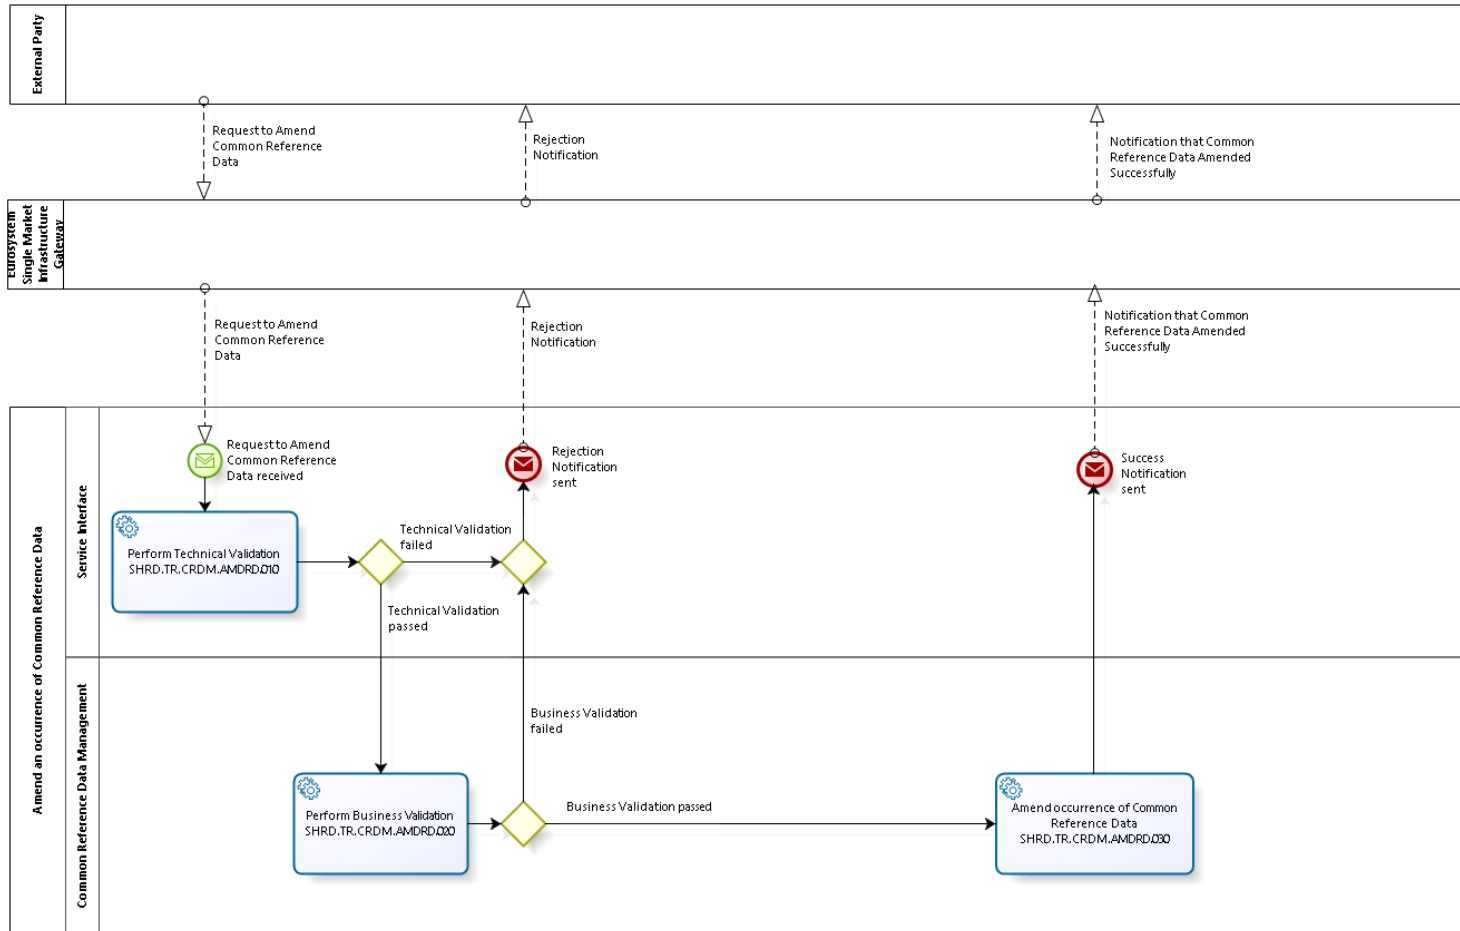 External Party
Request to Amend
Common Reference
Data
Rejection
Notification
Notification that Common
Reference Data Amended
Successfully
Eurosystem
Single Market
Infrastructure
Gateway
Request to Amend
Common Reference
Data
Rejection
Notification
Notification that Common
Reference Data Amended
Successfully
Amend an occurrence of Common Reference Data
Service Interface
Request to Amend
Common Reference
Data received
Rejection
Notification
sent
Success
Notification
sent
Perform Technical Validation
SHRD.TR.CRDM.AMDRD.010
Technical Validation
failed
Technical Validation
passed
Common Reference Data Management
Business Validation
failed
Perform Business Validation
SHRD.TR.CRDM.AMDRD.020
Business Validation passed
Amend occurrence of Common
Reference Data
SHRD.TR.CRDM.AMDRD.030